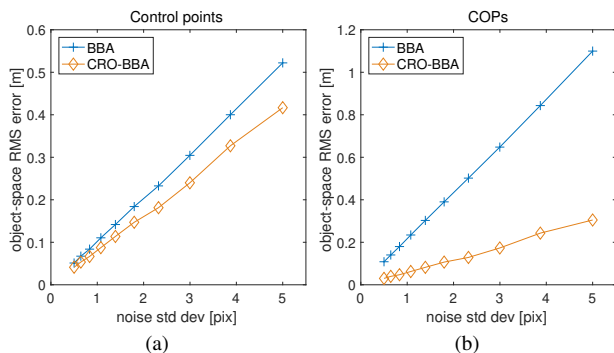 Control points
object-space RMS error [m]
0.6
0.5
0.4
0.3
0.2
0.1
0
BBA
CRO-BBA
0 1 2 3 4 5
noise std dev [pix]
(a)
COPs
object-space RMS error [m]
1.2
1
0.8
0.6
0.4
0.2
0
BBA
CRO-BBA
0 1 2 3 4 5
noise std dev [pix]
(b)